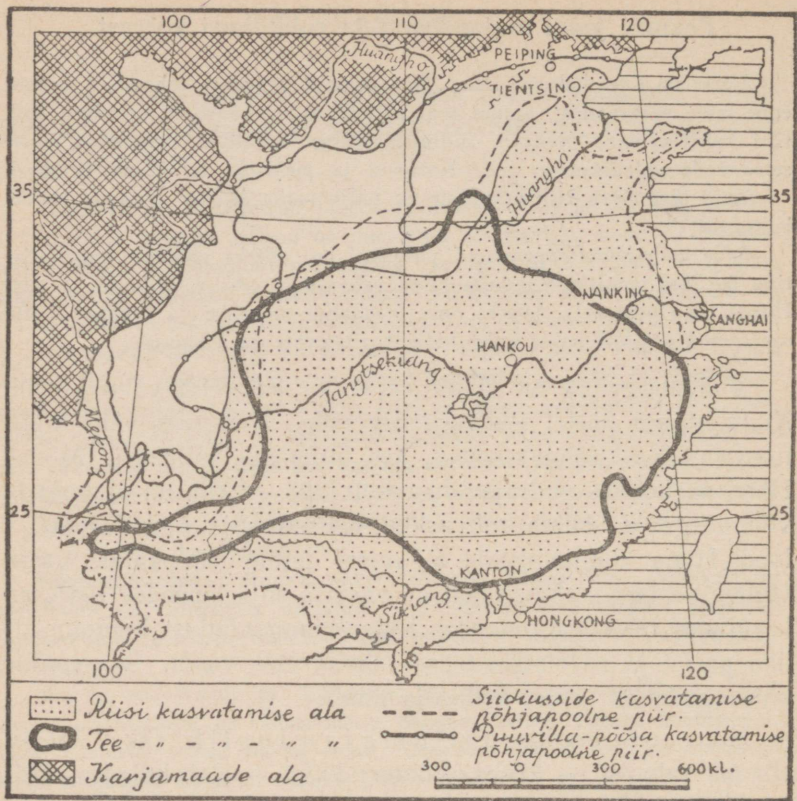 100 110 120
Huangho
PEIPING
TIENTSIN
35 35
Huangho
NANKING
SANGHAI
HANKOU
Jangtsekiang
Mekong
25 25
KANTON
Sikiang
HONGKONG
100 120
Riisi kasvatamise ala
Tee - „ - „ - „ „
Karjamaade ala
Siidiusside kasvatamise
põhjapoolne piir.
Puuvilla-põõsa kasvatamise
põhjapoolne piir.
300 0 300 600 kl.